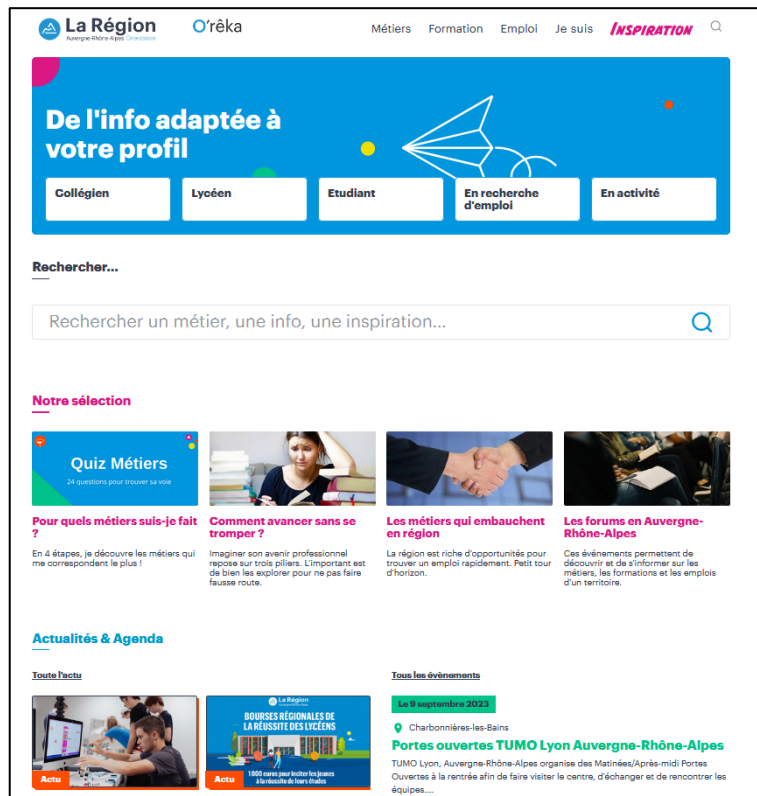 La Région
Auvergne-Rhône-Alpes Orientation
O'rêka
Métiers Formation Emploi Je suis INSPIRATION
De l'info adaptée à
votre profil
Collégien
Lycéen
Etudiant
En recherche
d'emploi
En activité
Rechercher...
Rechercher un métier, une info, une inspiration...
Notre sélection
Quiz Métiers
24 questions pour trouver sa voie
Pour quels métiers suis-je fait
?
En 4 étapes, je découvre les métiers qui
me correspondent le plus !
Comment avancer sans se
tromper ?
Imaginer son avenir professionnel
repose sur trois piliers. L'important est
de bien les explorer pour ne pas faire
fausse route.
Les métiers qui embauchent
en région
La région est riche d'opportunités pour
trouver un emploi rapidement. Petit tour
d'horizon.
Les forums en Auvergne-
Rhône-Alpes
Ces événements permettent de
découvrir et de s'informer sur les
métiers, les formations et les emplois
d'un territoire.
Actualités & Agenda
Toute l'actu
Actu
La Région
BOURSES RÉGIONALES DE
LA RÉUSSITE DES LYCÉENS
1000 euros pour inciter les jeunes
à la réussite de leurs études
Actu
Tous les évènements
Le 9 septembre 2023
Charbonnières-les-Bains
Portes ouvertes TUMO Lyon Auvergne-Rhône-Alpes
TUMO Lyon, Auvergne-Rhône-Alpes organise des Matinées/Après-midi Portes
Ouvertes à la rentrée afin de faire visiter le centre, d'échanger et de rencontrer les
équipes....